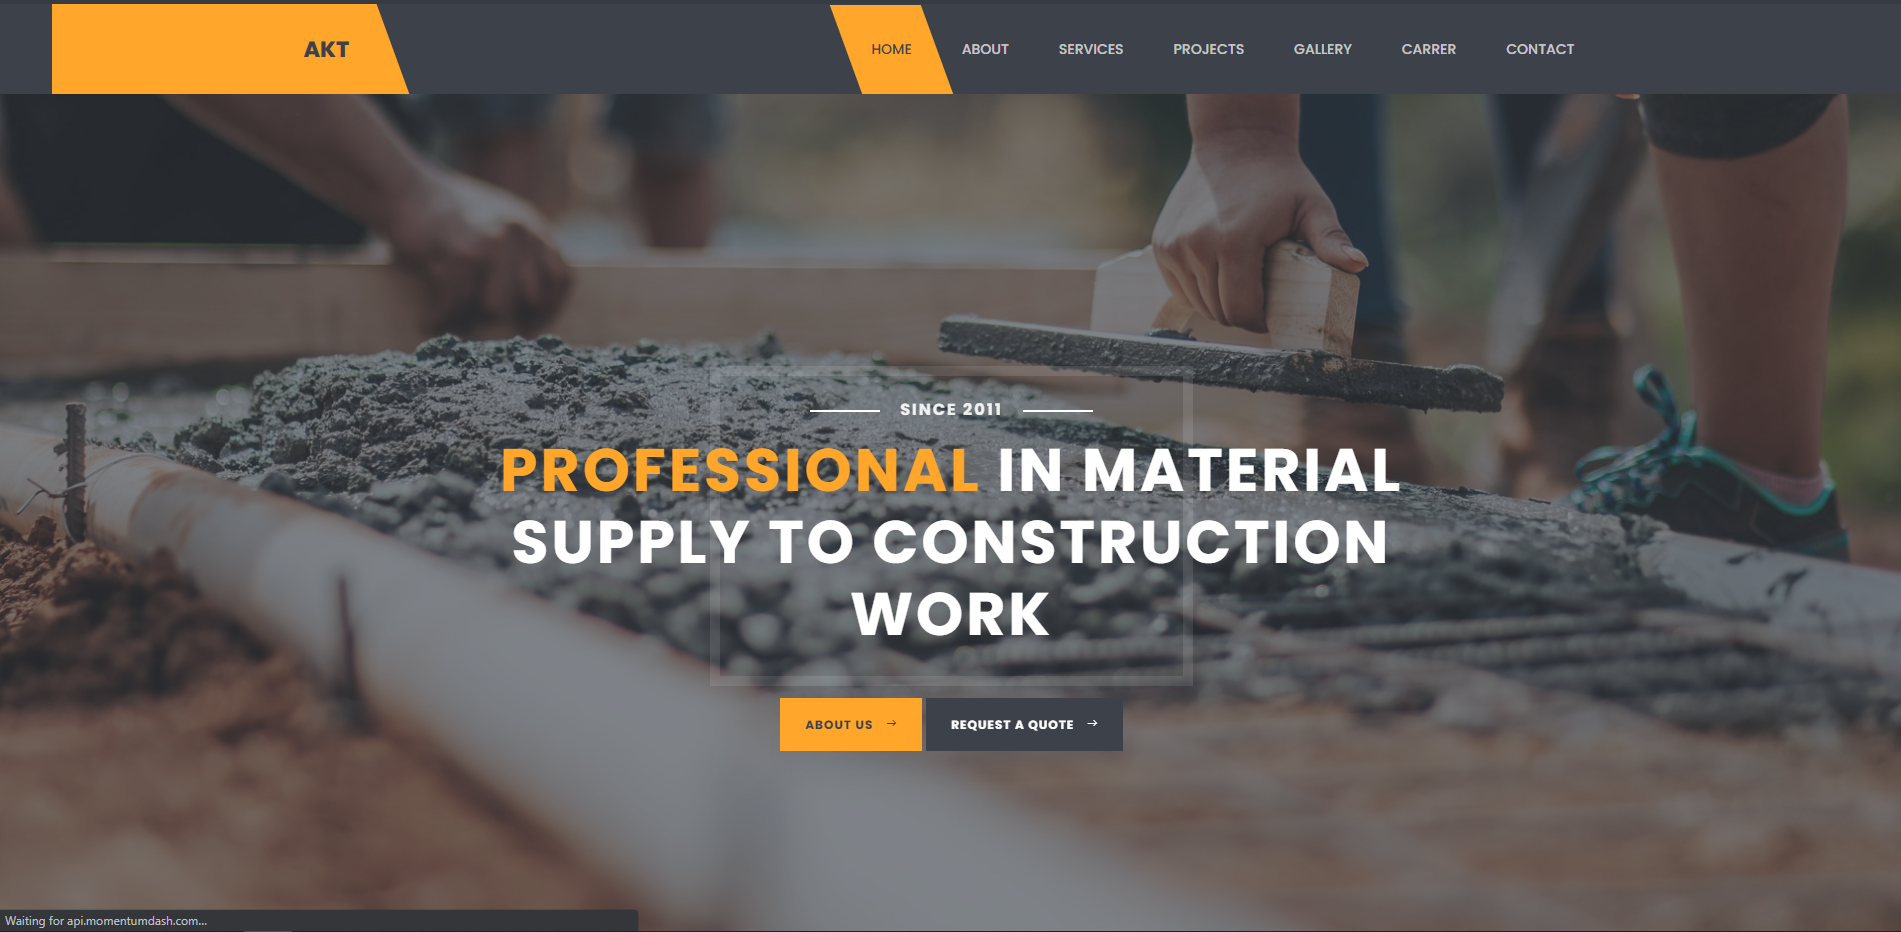 AKT
HOME ABOUT SERVICES PROJECTS GALLERY CARRER CONTACT
SINCE 2011
PROFESSIONAL IN MATERIAL
SUPPLY TO CONSTRUCTION
WORK
ABOUT US → REQUEST A QUOTE →
Waiting for api.momentumdash.com...